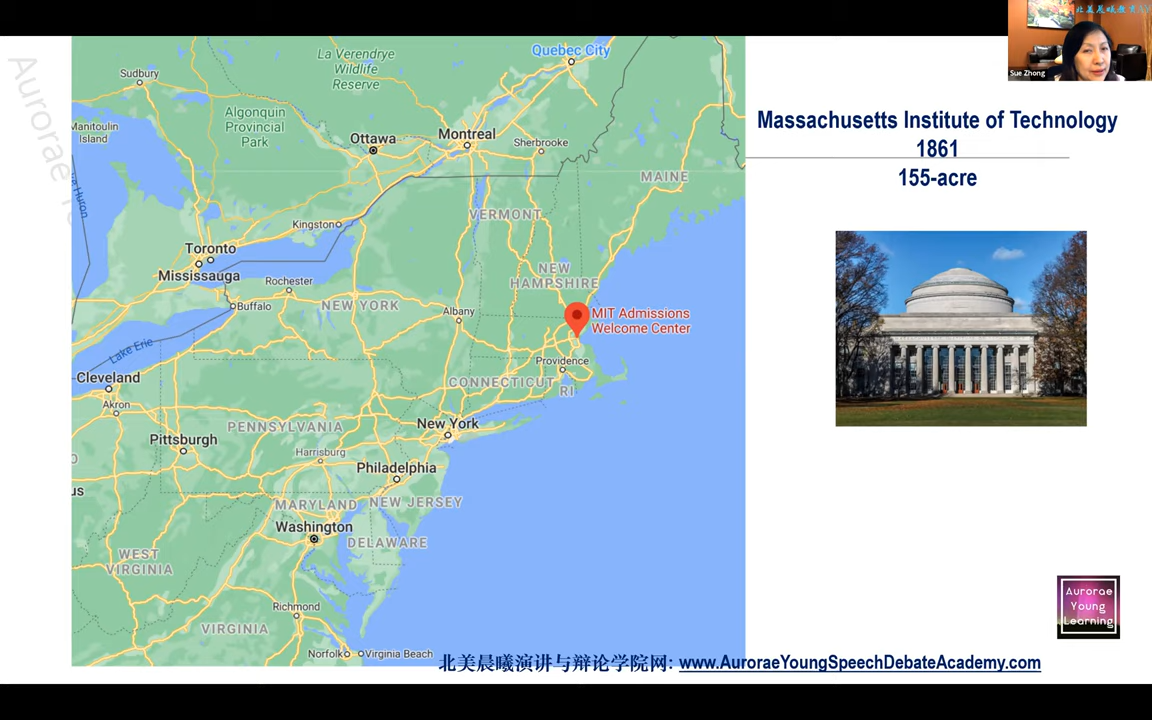 北美晨曦教育
Sue Zhong
Aurorae Yo
Massachusetts Institute of Technology
1861
155-acre
La Verendrye
Wildlife
Reserve
Quebec City
Sudbury
Algonquin
Provincial
Park
Manitoulin
Island
Ottawa
Montreal
Sherbrooke
MAINE
Huron
Kingston
VERMONT
Toronto
Mississauga
Rochester
NEW
HAMPSHIRE
Buffalo
NEW YORK
Albany
MIT Admissions
Welcome Center
Lake Erie
Providence
Cleveland
CONNECTICUT
RI
Akron
PENNSYLVANIA
New York
Pittsburgh
Harrisburg
Philadelphia
us
MARYLAND
NEW JERSEY
Washington
DELAWARE
WEST
VIRGINIA
Richmond
VIRGINIA
Norfolk
Virginia Beach
Aurorae
Young
Learning
北美晨曦演讲与辩论学院网: www.AuroraeYoungSpeechDebateAcademy.com